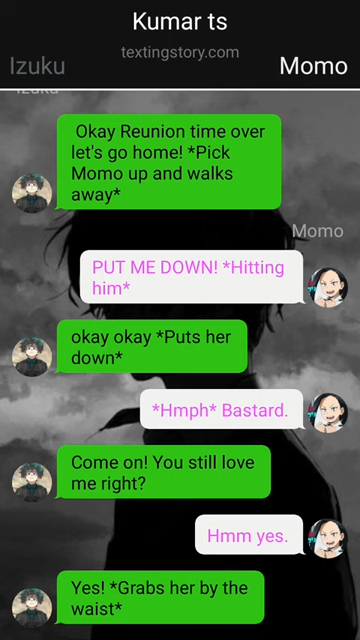 Kumar ts
textingstory.com
Izuku
Momo
Izuku
Okay Reunion time over
let's go home! *Pick
Momo up and walks
away*
Momo
PUT ME DOWN! *Hitting
him*
okay okay *Puts her
down*
*Hmph* Bastard.
Come on! You still love
me right?
Hmm yes.
Yes! *Grabs her by the
waist*